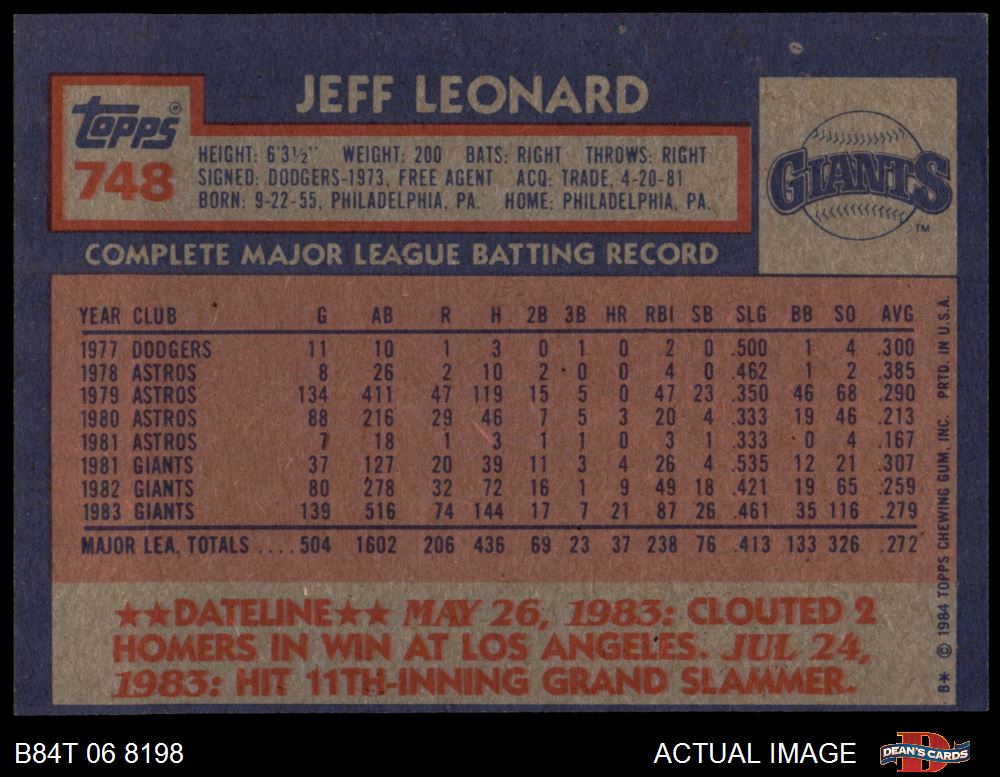 JEFF LEONARD
topps®
748
HEIGHT: 6'3½" WEIGHT: 200 BATS: RIGHT THROWS: RIGHT
SIGNED: DODGERS-1973, FREE AGENT ACQ: TRADE, 4-20-81
BORN: 9-22-55, PHILADELPHIA, PA. HOME: PHILADELPHIA, PA.
GIANTS
TM
COMPLETE MAJOR LEAGUE BATTING RECORD
YEAR CLUB G AB R H 2B 3B HR RBI SB SLG BB SO AVG
1977 DODGERS 11 10 1 3 0 1 0 2 0 .500 1 4 .300
1978 ASTROS 8 26 2 10 2 0 0 4 0 .462 1 2 .385
1979 ASTROS 134 411 47 119 15 5 0 47 23 .350 46 68 .290
1980 ASTROS 88 216 29 46 7 5 3 20 4 .333 19 46 .213
1981 ASTROS 7 18 1 3 1 1 0 3 1 .333 0 4 .167
1981 GIANTS 37 127 20 39 11 3 4 26 4 .535 12 21 .307
1982 GIANTS 80 278 32 72 16 1 9 49 18 .421 19 65 .259
1983 GIANTS 139 516 74 144 17 7 21 87 26 .461 35 116 .279
MAJOR LEA. TOTALS .... 504 1602 206 436 69 23 37 238 76 .413 133 326 .272
★★DATELINE★★ MAY 26, 1983: CLOUTED 2
HOMERS IN WIN AT LOS ANGELES. JUL 24,
1983: HIT 11TH-INNING GRAND SLAMMER.
B* © 1984 TOPPS CHEWING GUM, INC. PRTD. IN U.S.A.
B84T 06 8198
ACTUAL IMAGE
D
DEAN'S CARDS